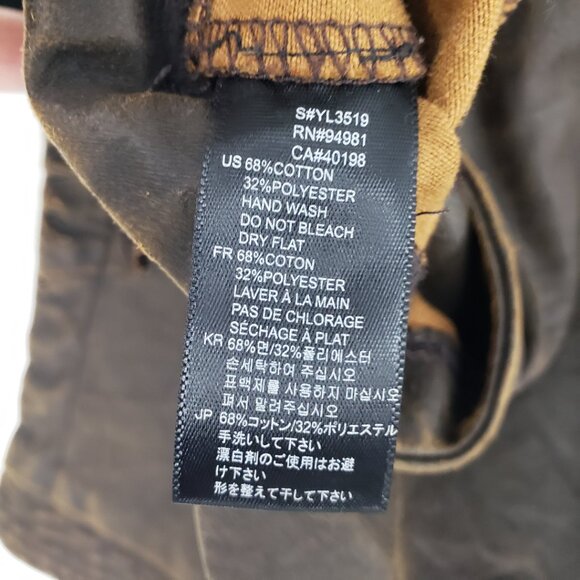 S#YL3519
RN#94981
CA#40198
US 68%COTTON
32%POLYESTER
HAND WASH
DO NOT BLEACH
DRY FLAT
FR 68%COTON
32%POLYESTER
LAVER À LA MAIN
PAS DE CHLORAGE
SÉCHAGE À PLAT
KR 68%면/32%폴리에스터
손세탁하여 주십시오
표백제를 사용하지 마십시오
펴서 말려주십시오
JP 68%コットン/32%ポリエステル
手洗いして下さい
漂白剤のご使用はお避
け下さい
形を整えて干して下さい